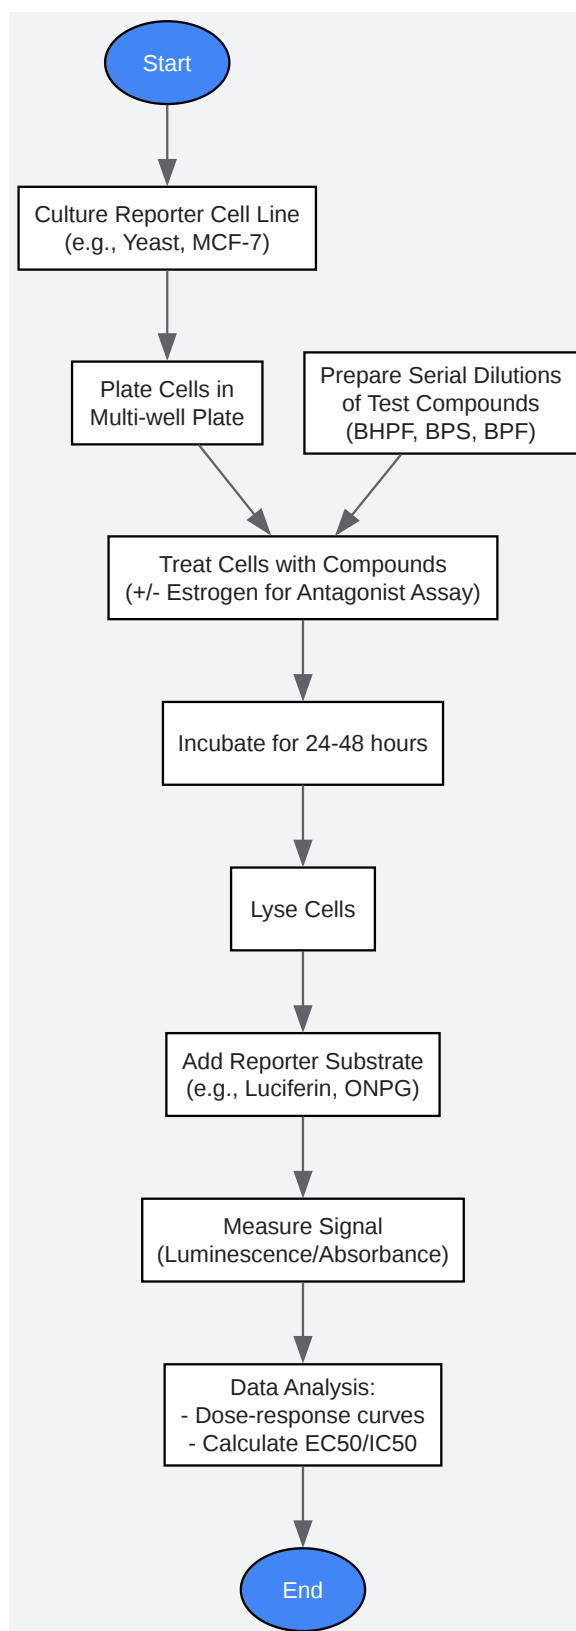 Start
Culture Reporter Cell Line
(e.g., Yeast, MCF-7)
Plate Cells in
Multi-well Plate
Prepare Serial Dilutions
of Test Compounds
(BHPF, BPS, BPF)
Treat Cells with Compounds
(+/- Estrogen for Antagonist Assay)
Incubate for 24-48 hours
Lyse Cells
Add Reporter Substrate
(e.g., Luciferin, ONPG)
Measure Signal
(Luminescence/Absorbance)
Data Analysis:
- Dose-response curves
- Calculate EC50/IC50
End